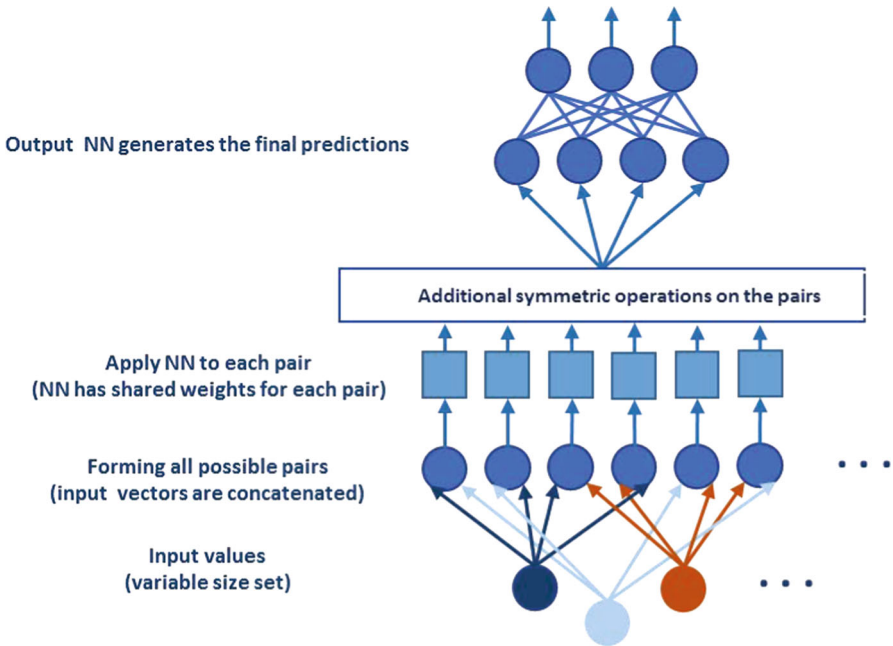 Output NN generates the final predictions
Additional symmetric operations on the pairs
Apply NN to each pair
(NN has shared weights for each pair)
Forming all possible pairs
(input vectors are concatenated)
. . .
Input values
(variable size set)
. . .